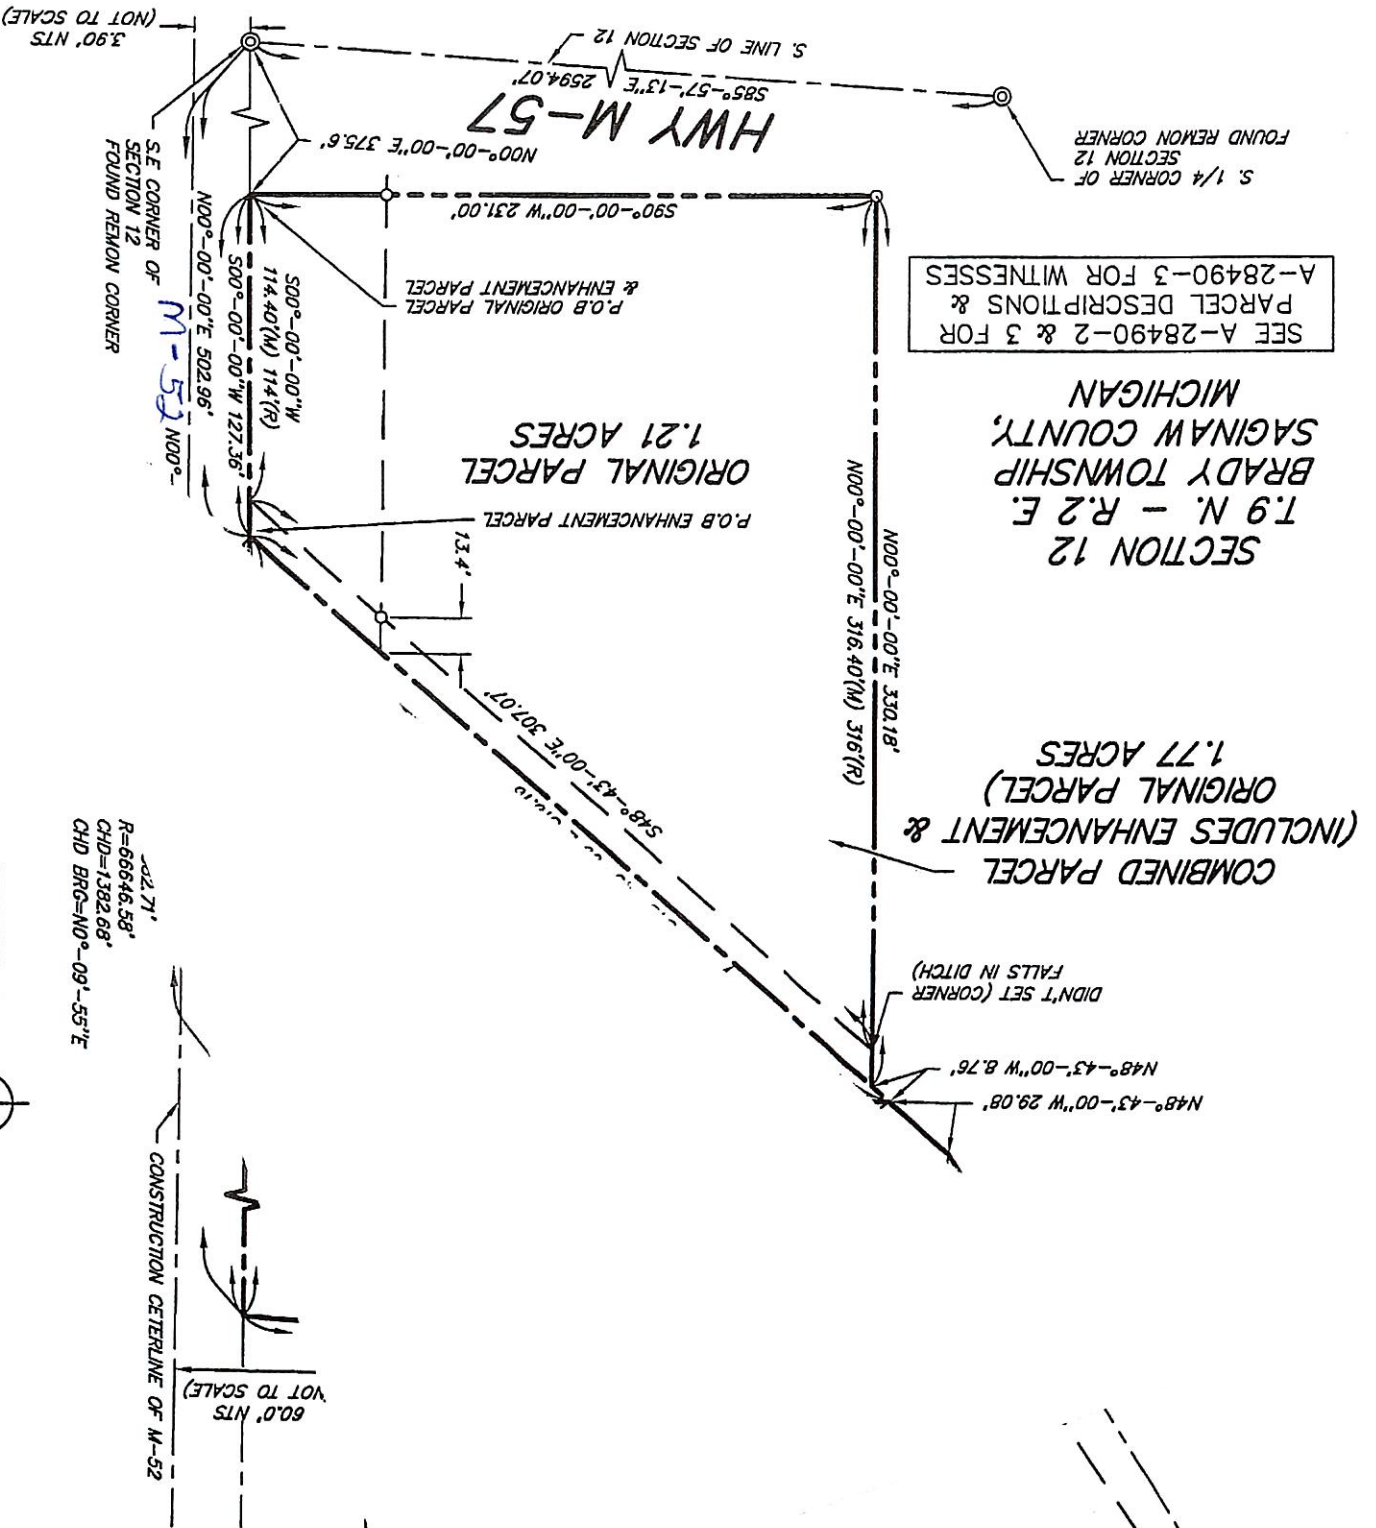 3.90' NTS
(NOT TO SCALE)
S. LINE OF SECTION 12
S85°-57'-13"E 2594.07'
HWY M-57
N00°-00'-00"E 375.6'
S. 1/4 CORNER OF
SECTION 12
FOUND REMON CORNER
S.E CORNER OF
SECTION 12
FOUND REMON CORNER
M-52
N00°-
N00°-00'-00"E 502.96'
S00°-00'-00"W 127.36'
S00°-00'-00"W
114.40'(M) 114'(R)
S90°-00'-00"W 231.00'
P.O.B ORIGINAL PARCEL
& ENHANCEMENT PARCEL
SEE A-28490-2 & 3 FOR
PARCEL DESCRIPTIONS &
A-28490-3 FOR WITNESSES
SECTION 12
T.9 N. - R.2 E.
BRADY TOWNSHIP
SAGINAW COUNTY,
MICHIGAN
ORIGINAL PARCEL
1.21 ACRES
P.O.B ENHANCEMENT PARCEL
13.4'
N00°-00'-00"E 330.18'
N00°-00'-00"E 316.40'(M) 316'(R)
S48°-43'-00"E 307.07'
COMBINED PARCEL
(INCLUDES ENHANCEMENT &
ORIGINAL PARCEL)
1.77 ACRES
DIDN'T SET (CORNER
FALLS IN DITCH)
N48°-43'-00"W 8.76'
N48°-43'-00"W 29.08'
R=66646.58'
CHD=1382.68'
CHD BRG=N0°-09'-55"E
CONSTRUCTION CETERLINE OF M-52
60.0' NTS
NOT TO SCALE)